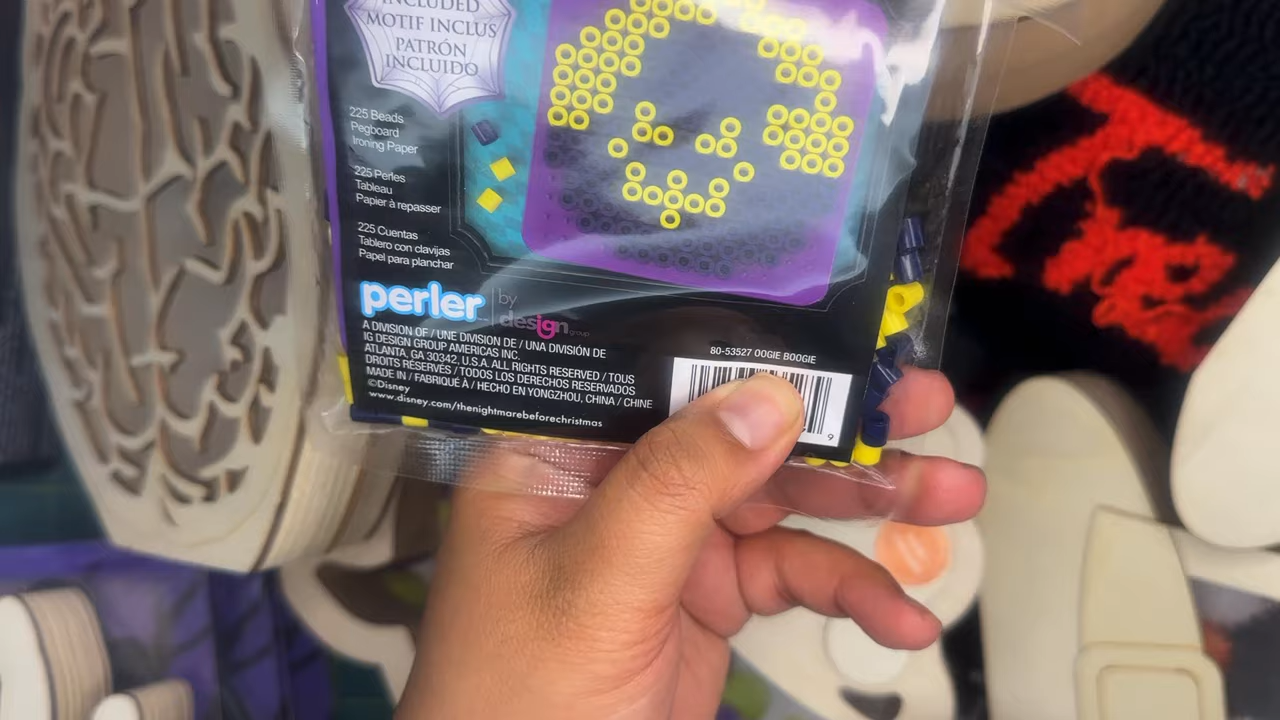 INCLUDED
MOTIF INCLUS
PATRÓN
INCLUIDO
225 Beads
Pegboard
Ironing Paper
225 Perles
Tableau
Papier à repasser
225 Cuentas
Tablero con clavijas
Papel para planchar
perler by design group
A DIVISION OF / UNE DIVISION DE / UNA DIVISIÓN DE
IG DESIGN GROUP AMERICAS INC.
ATLANTA, GA 30342, U.S.A. ALL RIGHTS RESERVED / TOUS
DROITS RESERVÉS / TODOS LOS DERECHOS RESERVADOS
MADE IN / FABRIQUÉ À / HECHO EN YONGZHOU, CHINA / CHINE
©Disney
www.disney.com/thenightmarebeforechristmas
80-53527 OOGIE BOOGIE
9